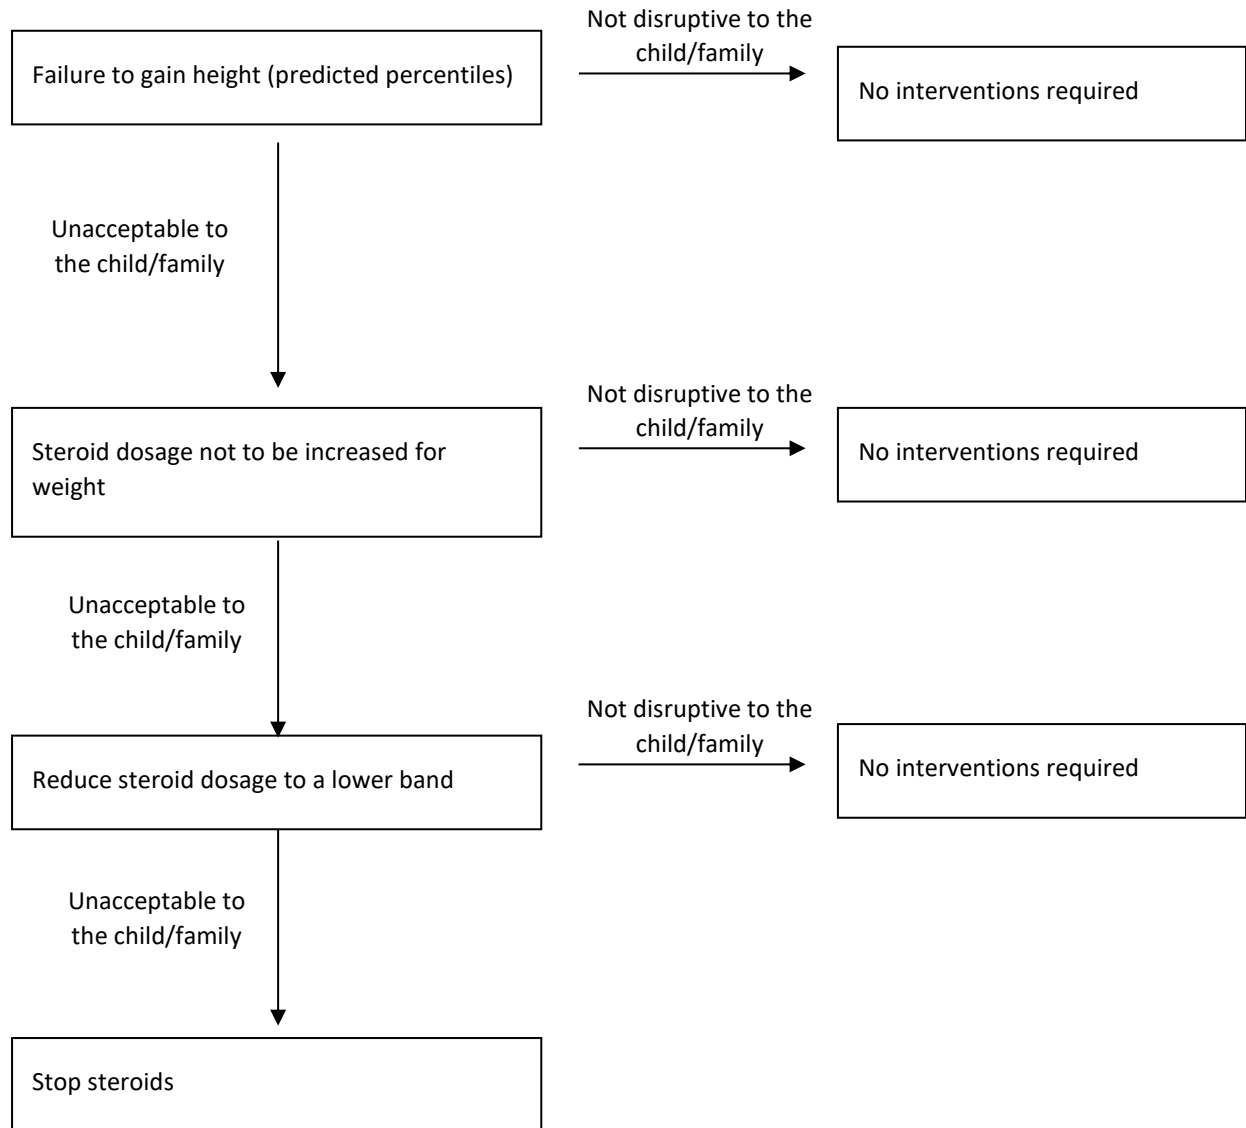 Not disruptive to the
child/family
Failure to gain height (predicted percentiles)
No interventions required
Unacceptable to
the child/family
Not disruptive to the
child/family
Steroid dosage not to be increased for
weight
No interventions required
Unacceptable to
the child/family
Not disruptive to the
child/family
Reduce steroid dosage to a lower band
No interventions required
Unacceptable to
the child/family
Stop steroids